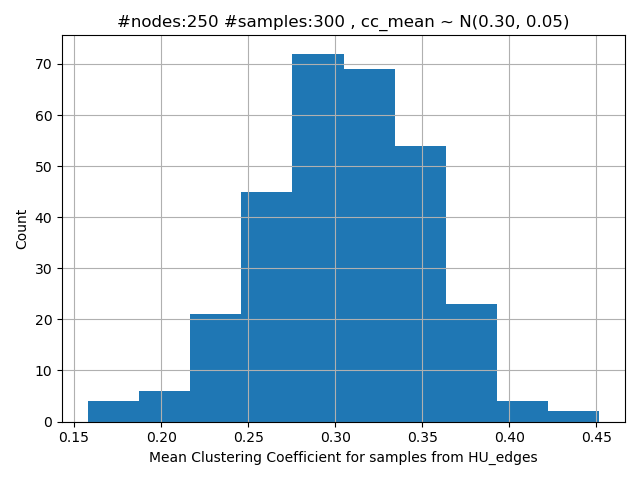 #nodes:250 #samples:300 , cc_mean ~ N(0.30, 0.05)
70
60
50
40
30
20
10
0
Count
0.15 0.20 0.25 0.30 0.35 0.40 0.45
Mean Clustering Coefficient for samples from HU_edges